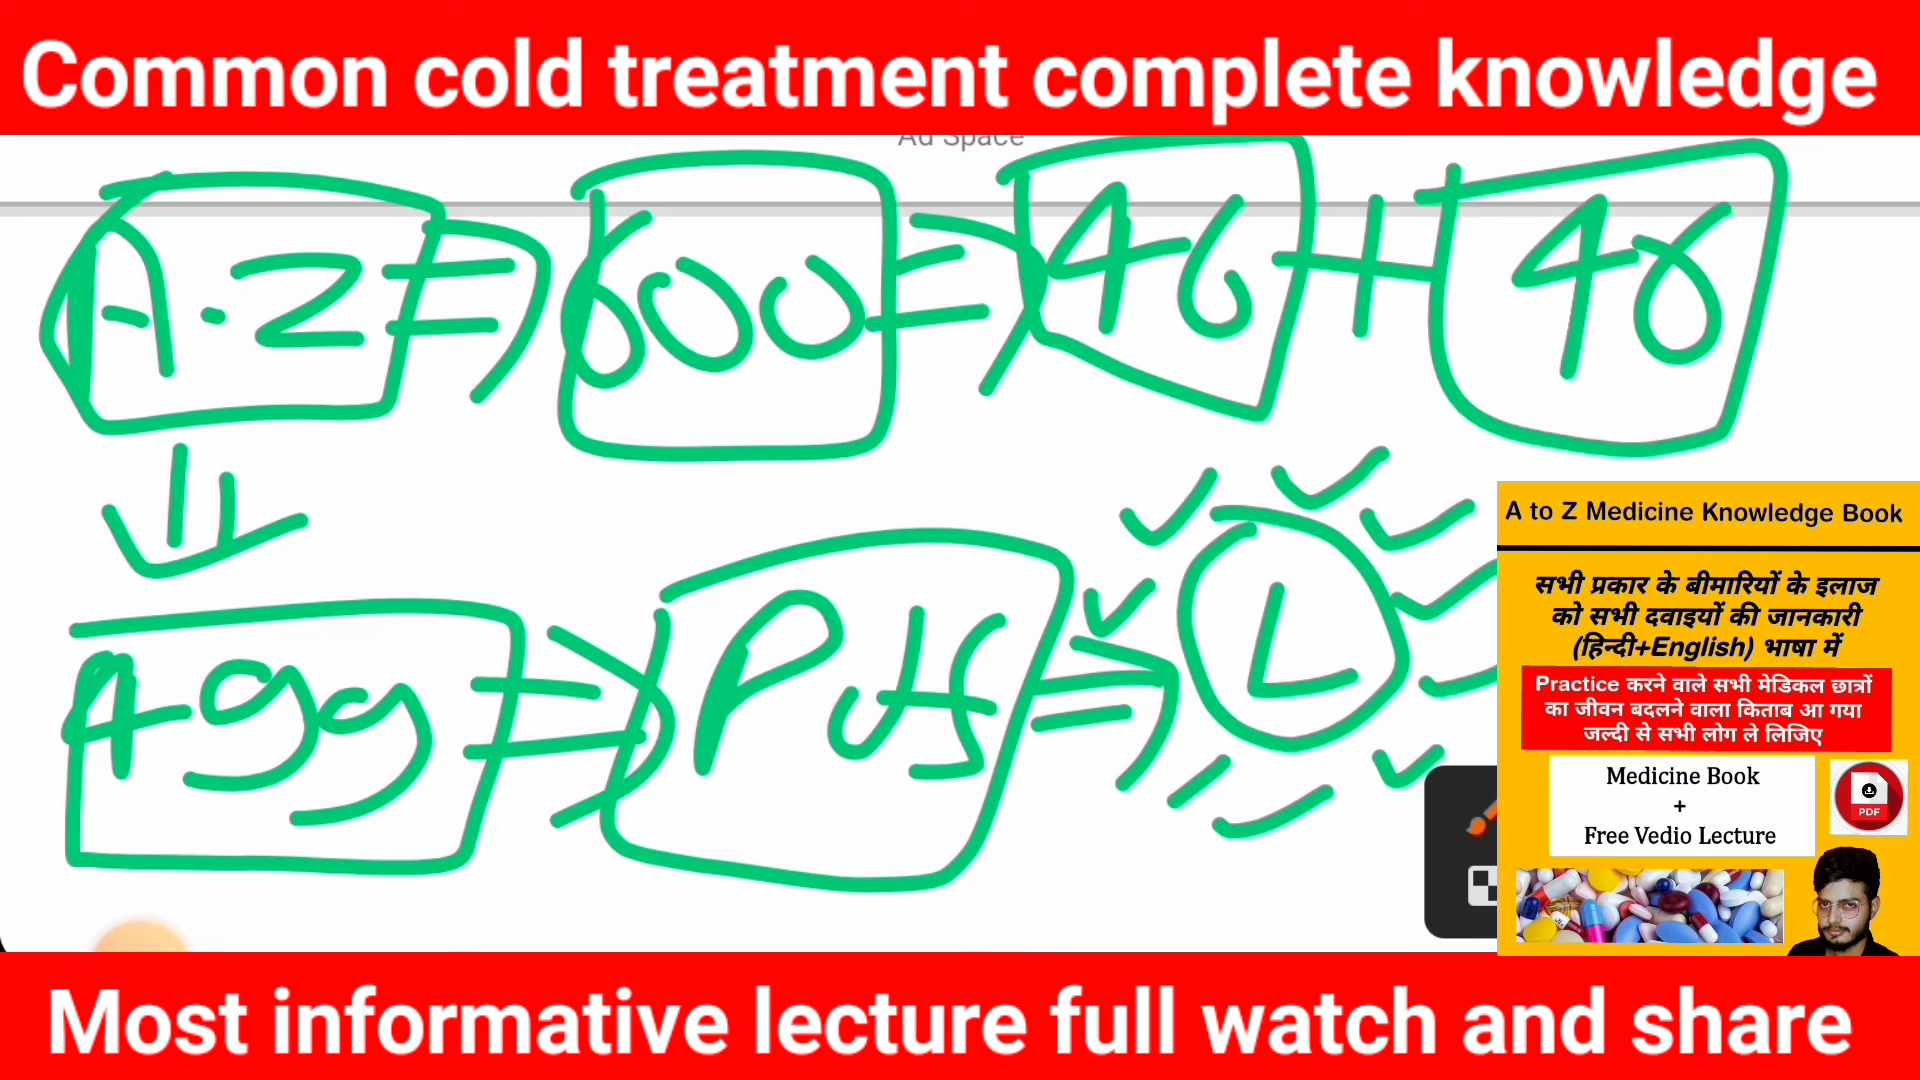 Common cold treatment complete knowledge
Ad Space
A-Z ⇒ 600 ⇒ 46 + 46
499 ⇒ Pdf ⇒ L
A to Z Medicine Knowledge Book
सभी प्रकार के बीमारियों के इलाज
को सभी दवाइयों की जानकारी
(हिन्दी+English) भाषा में
Practice करने वाले सभी मेडिकल छात्रों
का जीवन बदलने वाला किताब आ गया
जल्दी से सभी लोग ले लिजिए
Medicine Book
+
Free Vedio Lecture
PDF
Most informative lecture full watch and share